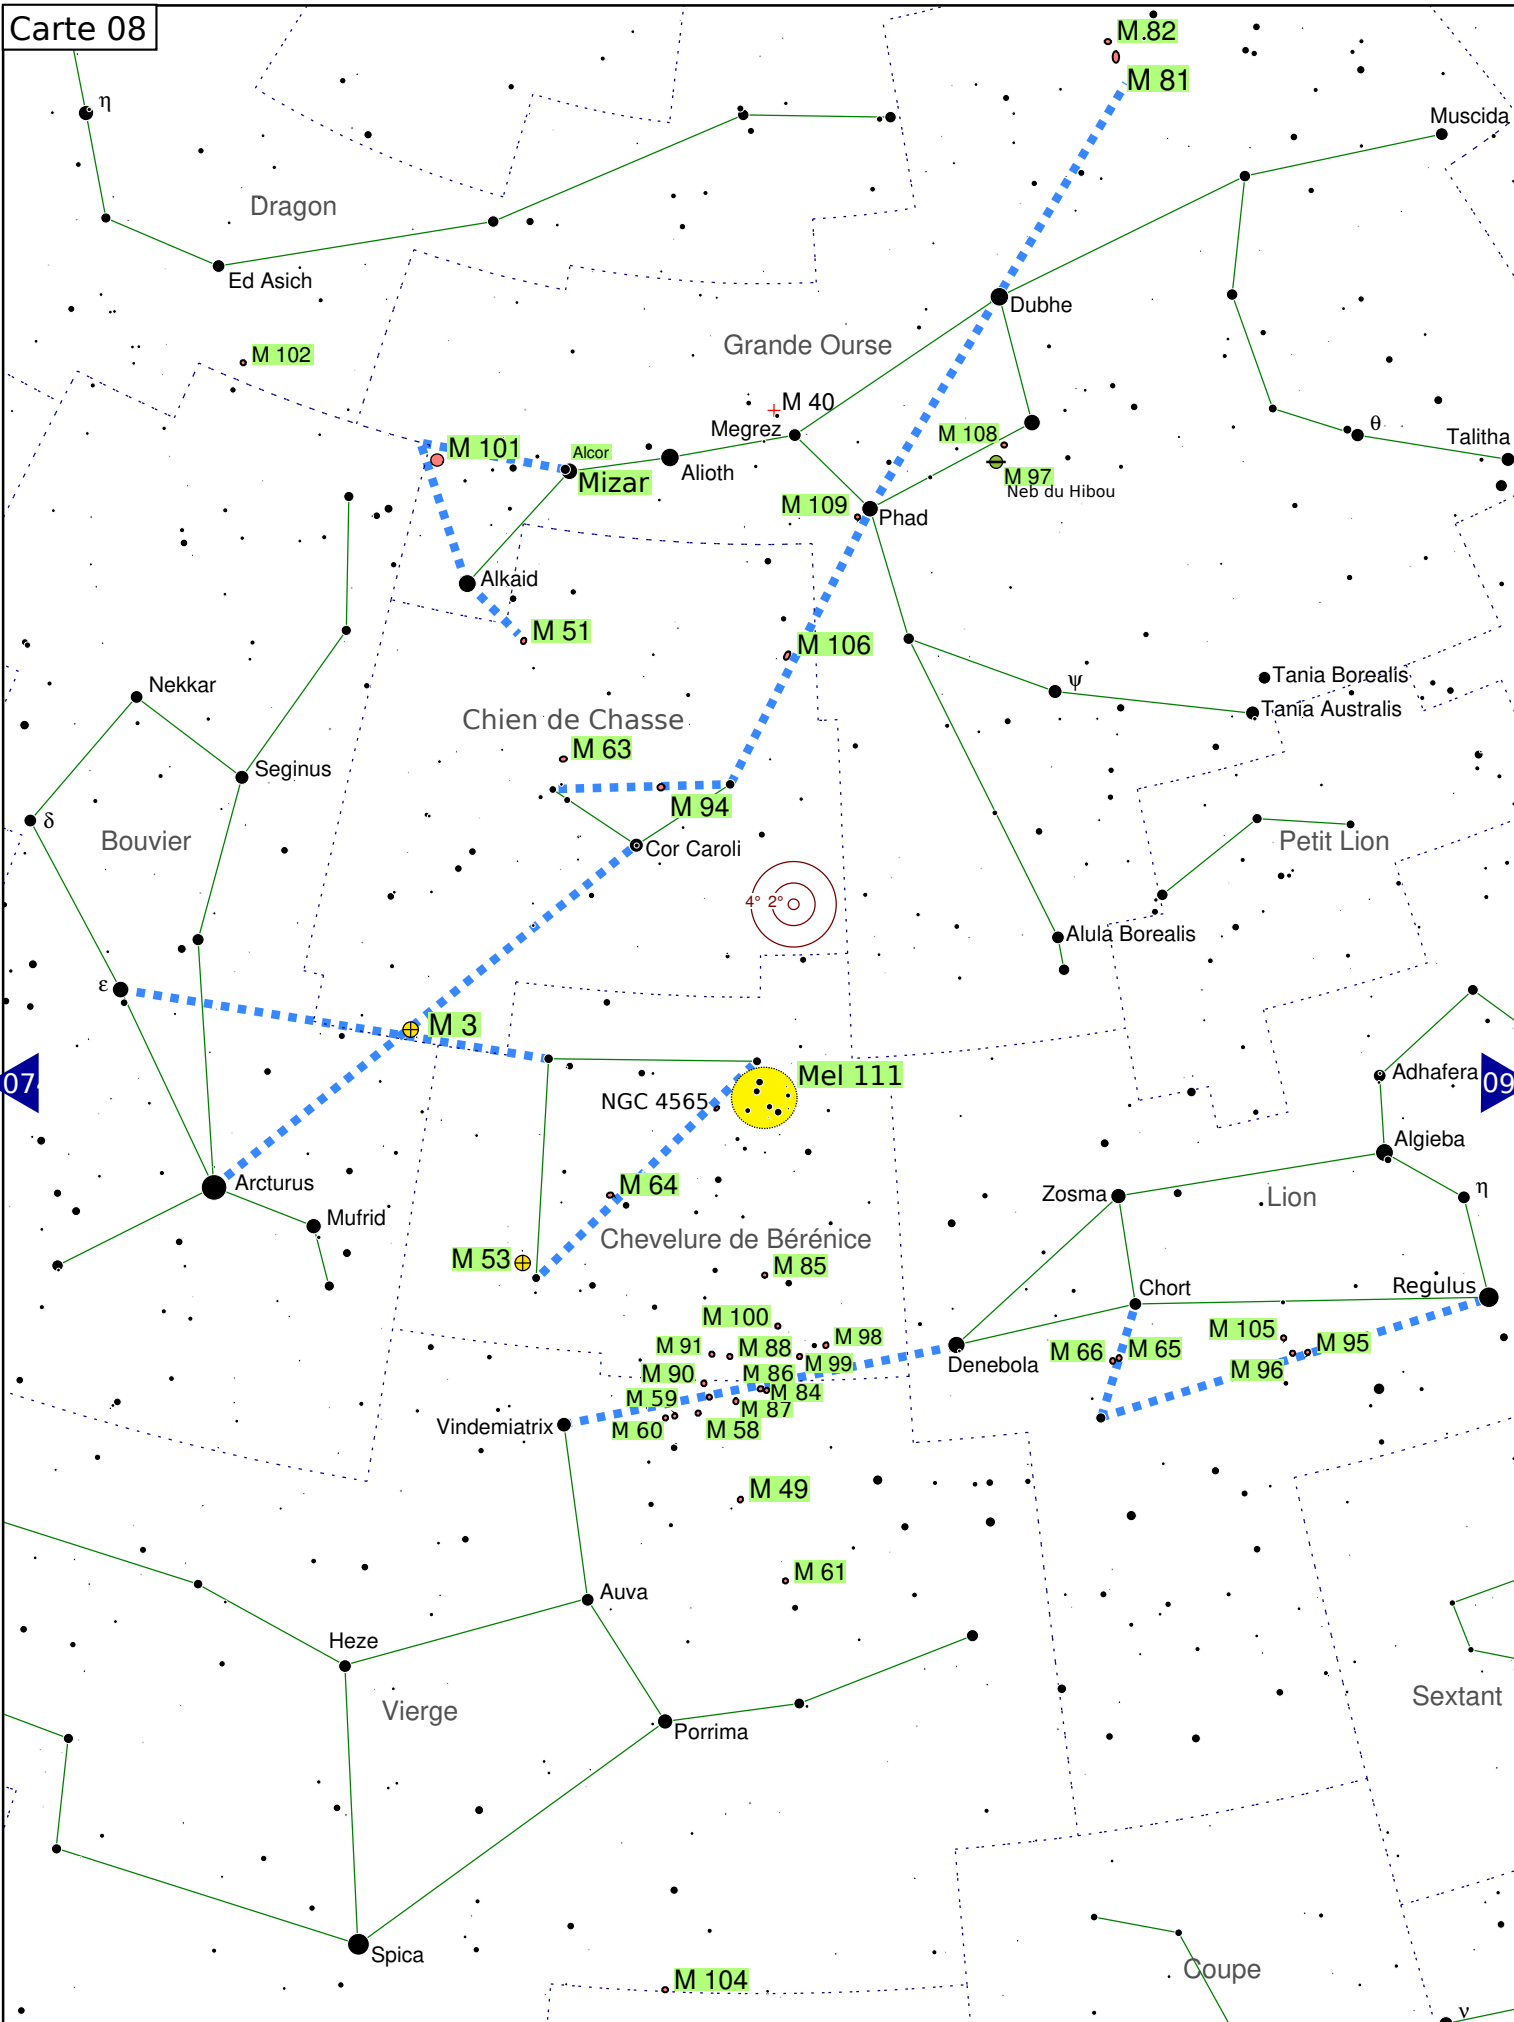 Carte 08
M 82
M 81
η
Muscida
Dragon
Ed Asich
Dubhe
Grande Ourse
M 102
M 40
Megrez
θ
Talitha
M 108
M 101
Alcor
Mizar
Alioth
M 97
Neb du Hibou
M 109
Phad
Alkaid
M 51
M 106
Nekkar
ψ
Tania Borealis
Tania Australis
Chien de Chasse
M 63
Seginus
M 94
δ
Bouvier
Cor Caroli
Petit Lion
4° 2°
Alula Borealis
ε
M 3
07
Mel 111
NGC 4565
Adhafera
09
Algieba
Arcturus
M 64
Zosma
Lion
η
Mufrid
Chevelure de Bérénice
M 53
M 85
Chort
Regulus
M 100
M 98
M 105
M 95
M 91
M 88
M 99
Denebola
M 66
M 65
M 96
M 90
M 86
M 84
M 59
M 87
Vindemiatrix
M 60
M 58
M 49
M 61
Auva
Heze
Vierge
Porrima
Sextant
Spica
M 104
Coupe
ν